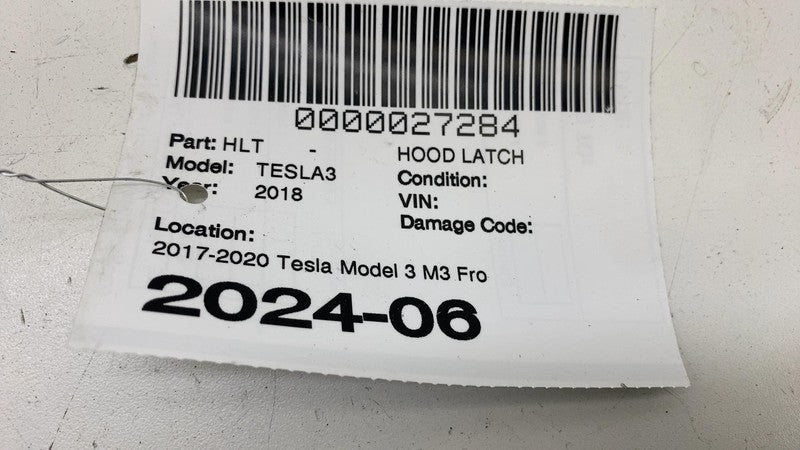 0000027284
Part: HLT - HOOD LATCH
Model: TESLA3 Condition:
Year: 2018 VIN:
Damage Code:
Location:
2017-2020 Tesla Model 3 M3 Fro
2024-06